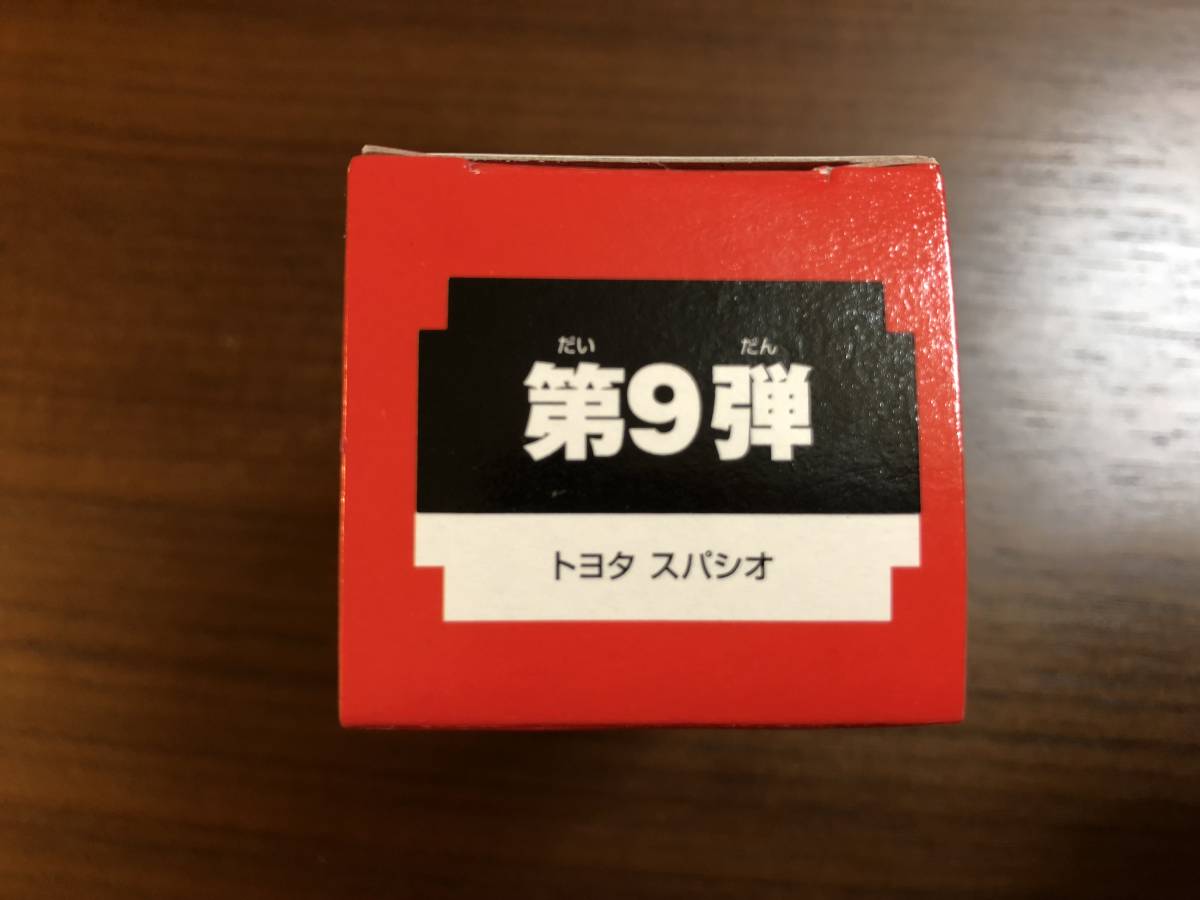 だい だん
第9弾
トヨタ スパシオ